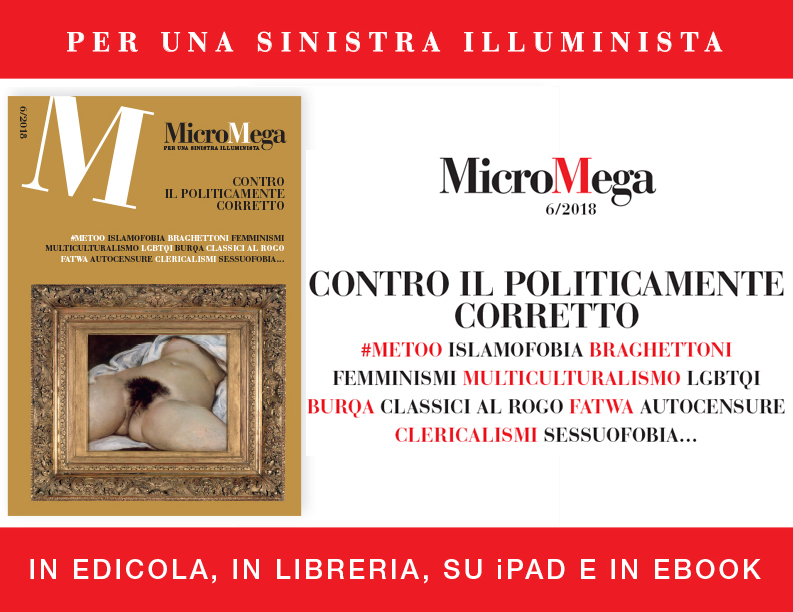 PER UNA SINISTRA ILLUMINISTA
6/2018
M
MicroMega
PER UNA SINISTRA ILLUMINISTA
CONTRO
IL POLITICAMENTE
CORRETTO
#METOO ISLAMOFOBIA BRAGHETTONI FEMMINISMI
MULTICULTURALISMO LGBTQI BURQA CLASSICI AL ROGO
FATWA AUTOCENSURE CLERICALISMI SESSUOFOBIA...
MicroMega
6/2018
CONTRO IL POLITICAMENTE
CORRETTO
#METOO ISLAMOFOBIA BRAGHETTONI
FEMMINISMI MULTICULTURALISMO LGBTQI
BURQA CLASSICI AL ROGO FATWA AUTOCENSURE
CLERICALISMI SESSUOFOBIA...
IN EDICOLA, IN LIBRERIA, SU iPAD E IN EBOOK